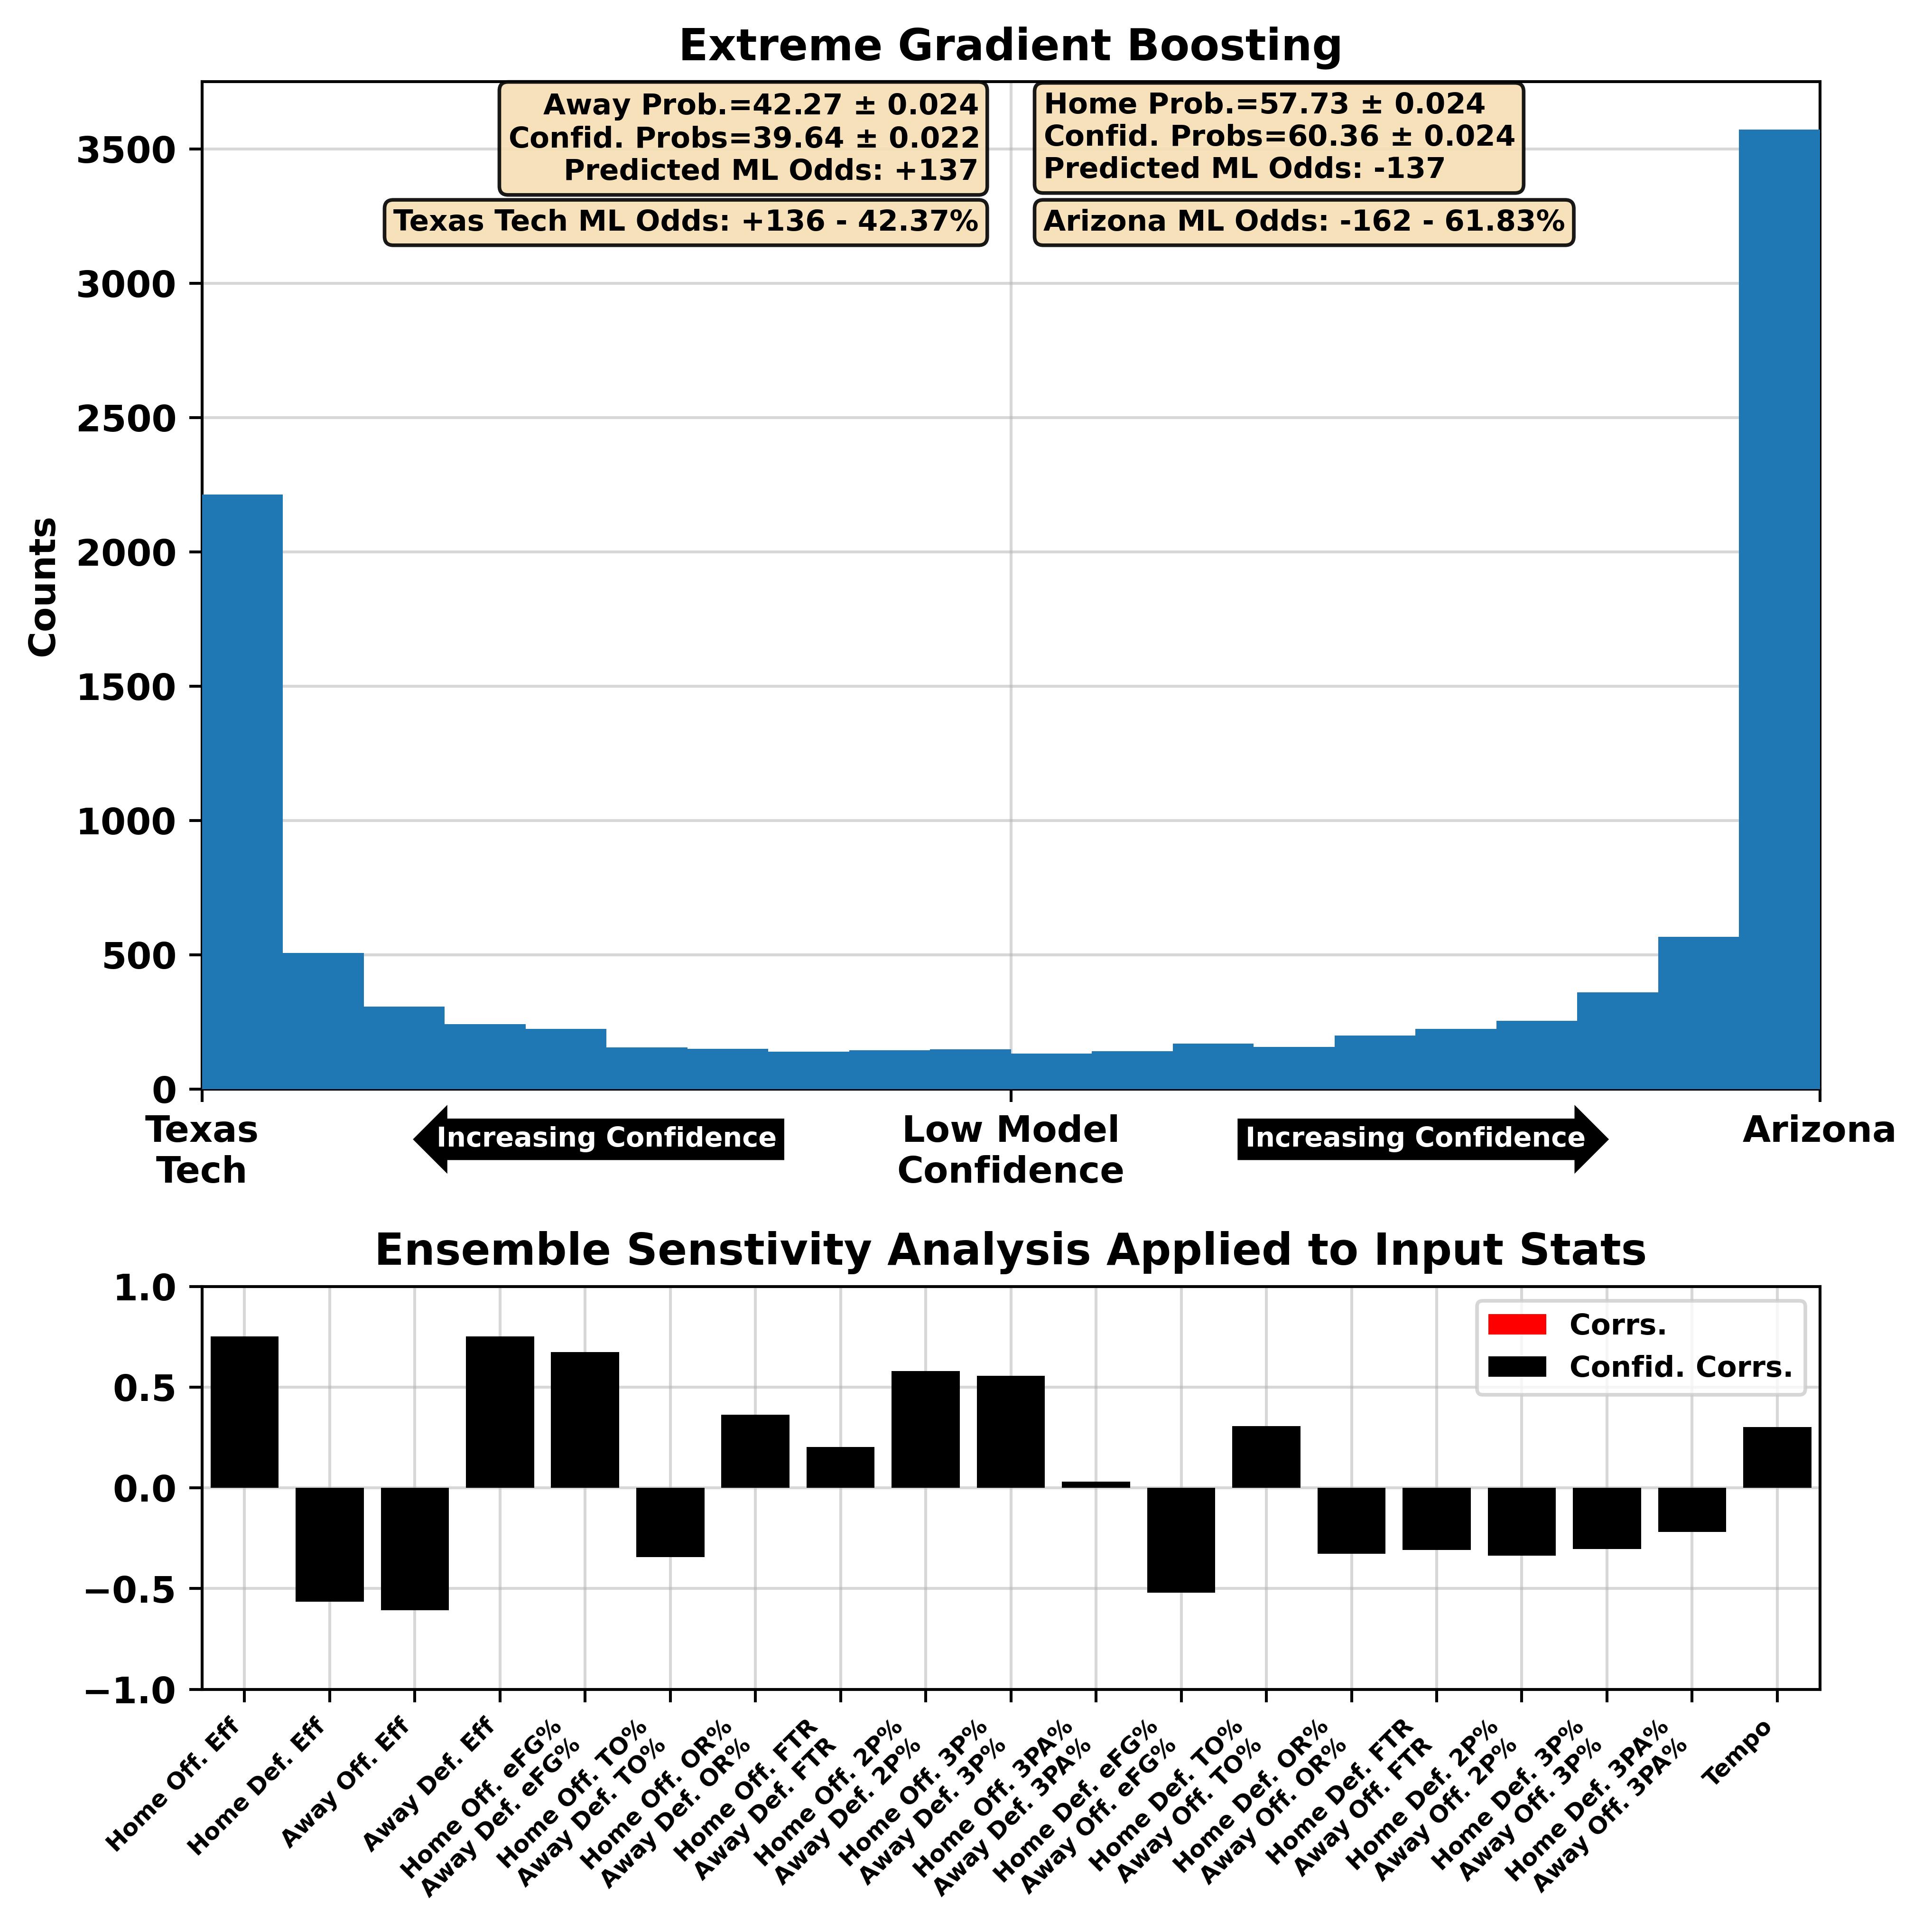 Extreme Gradient Boosting
Away Prob.=42.27 ± 0.024
Confid. Probs=39.64 ± 0.022
Predicted ML Odds: +137
Home Prob.=57.73 ± 0.024
Confid. Probs=60.36 ± 0.024
Predicted ML Odds: -137
Texas Tech ML Odds: +136 - 42.37%
Arizona ML Odds: -162 - 61.83%
3500
3000
2500
2000
1500
1000
500
0
Counts
Texas
Tech
Increasing Confidence
Low Model
Confidence
Increasing Confidence
Arizona
Ensemble Senstivity Analysis Applied to Input Stats
1.0
0.5
0.0
−0.5
−1.0
Corrs.
Confid. Corrs.
Home Off. Eff
Home Def. Eff
Away Off. Eff
Away Def. Eff
Home Off. eFG%
Away Def. eFG%
Home Off. TO%
Away Def. TO%
Home Off. OR%
Away Def. OR%
Home Off. FTR
Away Def. FTR
Home Off. 2P%
Away Def. 2P%
Home Off. 3P%
Away Def. 3P%
Home Off. 3PA%
Away Def. 3PA%
Home Def. eFG%
Away Off. eFG%
Home Def. TO%
Away Off. TO%
Home Def. OR%
Away Off. OR%
Home Def. FTR
Away Off. FTR
Home Def. 2P%
Away Off. 2P%
Home Def. 3P%
Away Off. 3P%
Home Def. 3PA%
Away Off. 3PA%
Tempo